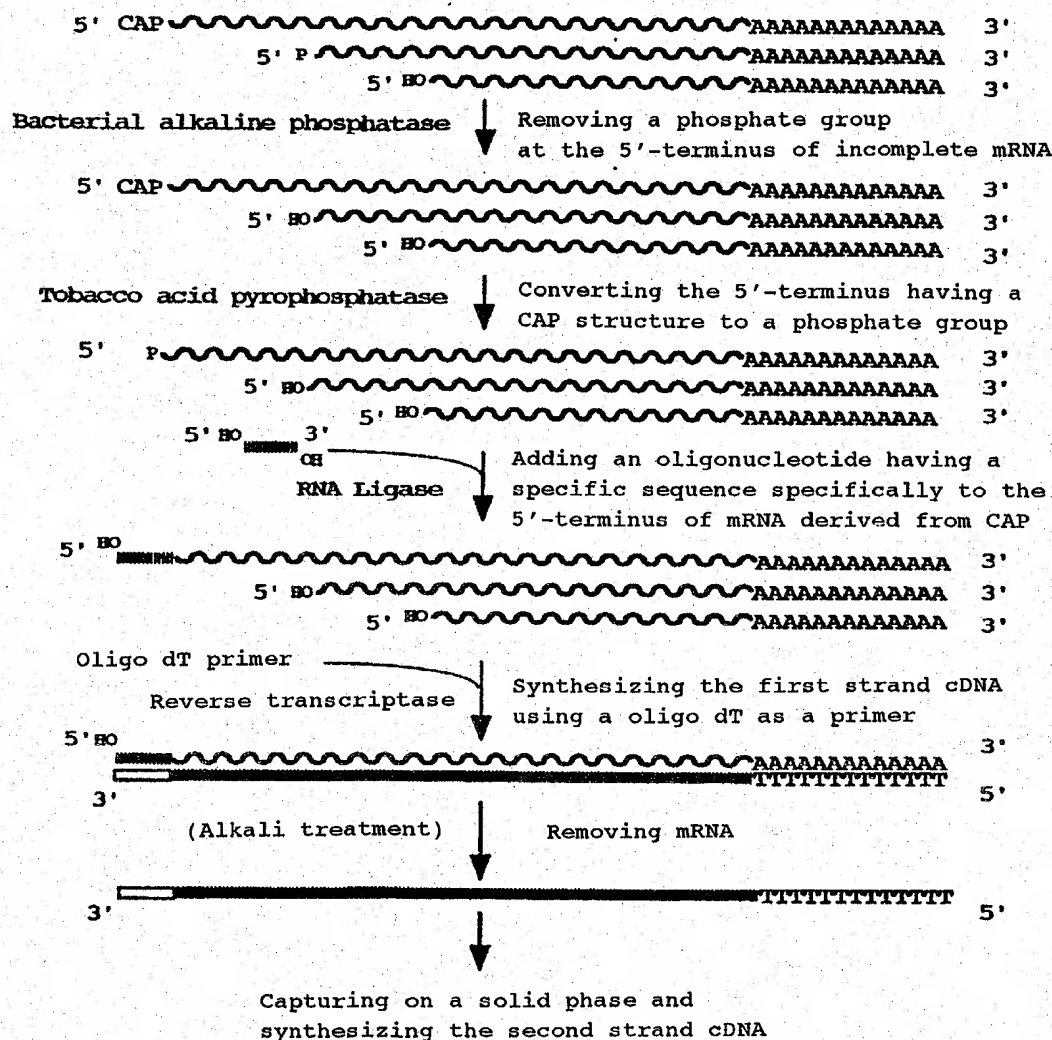 5' CAP AAAAAAAAAAAAA 3'
5' P AAAAAAAAAAAAA 3'
5' HO AAAAAAAAAAAAA 3'
Bacterial alkaline phosphatase
Removing a phosphate group
at the 5'-terminus of incomplete mRNA
5' CAP AAAAAAAAAAAAA 3'
5' HO AAAAAAAAAAAAA 3'
5' HO AAAAAAAAAAAAA 3'
Tobacco acid pyrophosphatase
Converting the 5'-terminus having a
CAP structure to a phosphate group
5' P AAAAAAAAAAAAA 3'
5' HO AAAAAAAAAAAAA 3'
5' HO AAAAAAAAAAAAA 3'
5' HO 3'
OH
RNA Ligase
Adding an oligonucleotide having a
specific sequence specifically to the
5'-terminus of mRNA derived from CAP
5' HO AAAAAAAAAAAAA 3'
5' HO AAAAAAAAAAAAA 3'
5' HO AAAAAAAAAAAAA 3'
Oligo dT primer
Reverse transcriptase
Synthesizing the first strand cDNA
using a oligo dT as a primer
5' HO AAAAAAAAAAAAA 3'
3' TTTTTTTTTTTTT 5'
(Alkali treatment)
Removing mRNA
3' TTTTTTTTTTTTT 5'
Capturing on a solid phase and
synthesizing the second strand cDNA